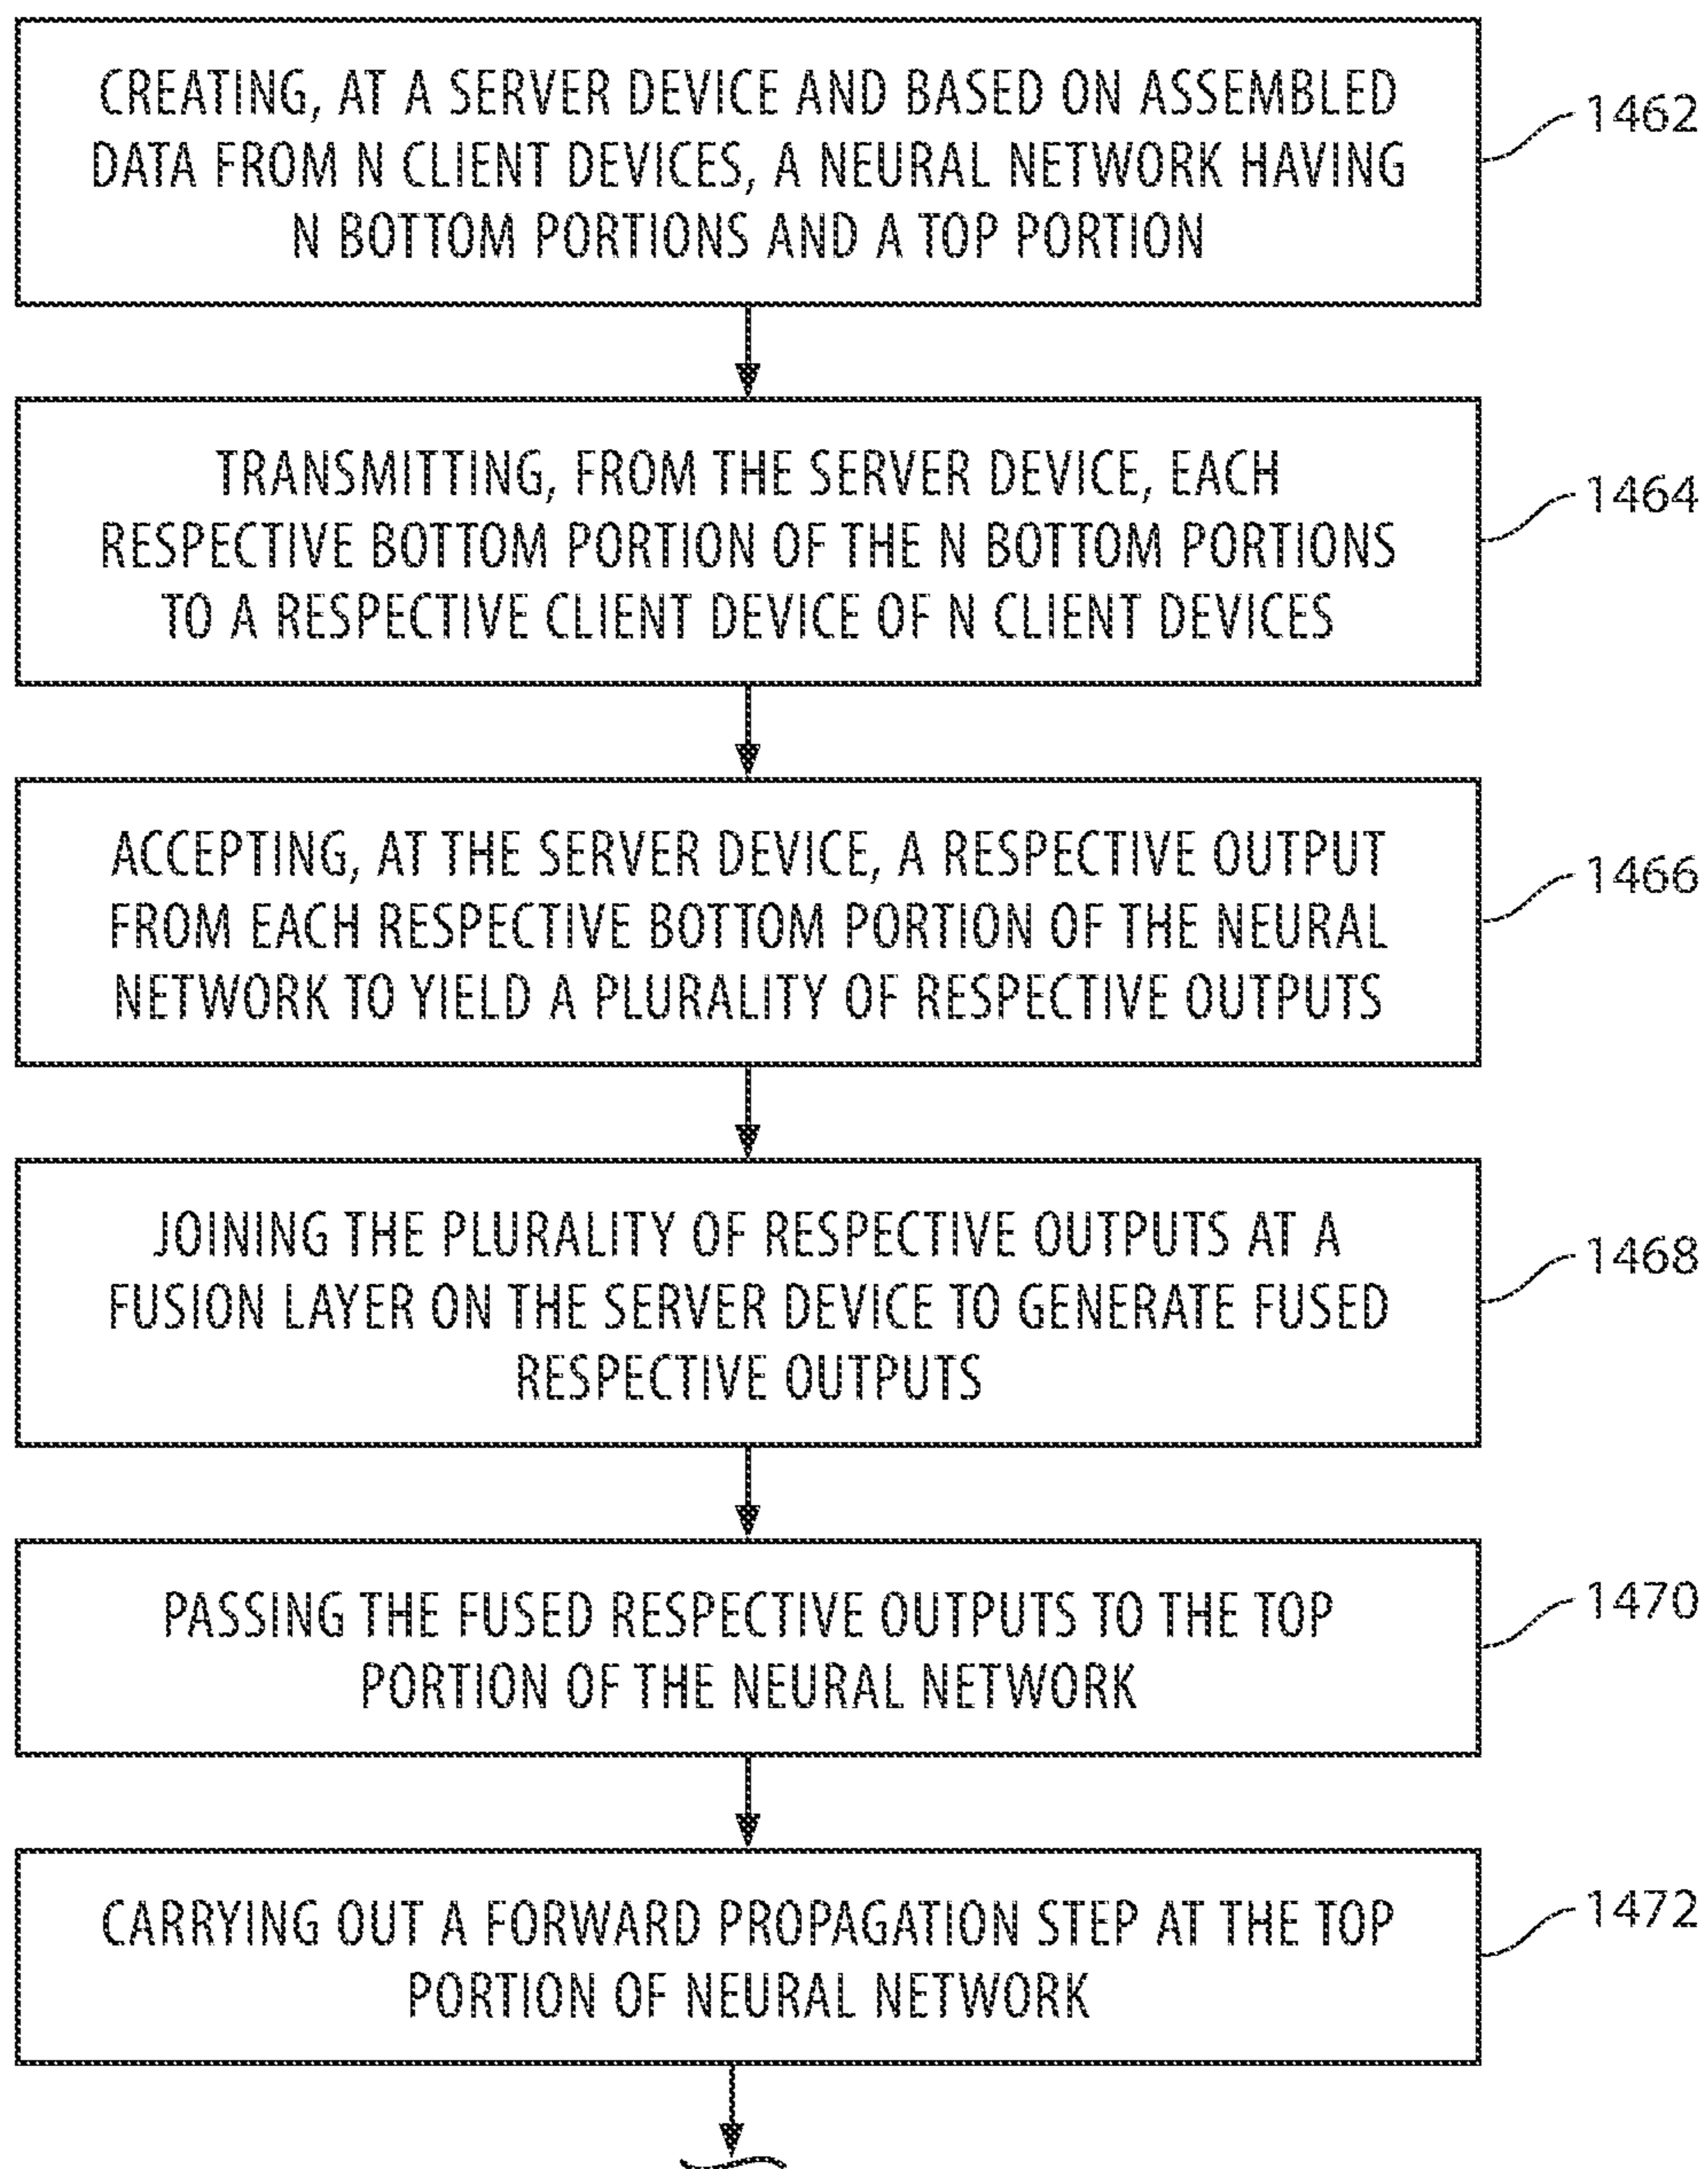 CREATING, AT A SERVER DEVICE AND BASED ON ASSEMBLED
DATA FROM N CLIENT DEVICES, A NEURAL NETWORK HAVING
N BOTTOM PORTIONS AND A TOP PORTION
1462
TRANSMITTING, FROM THE SERVER DEVICE, EACH
RESPECTIVE BOTTOM PORTION OF THE N BOTTOM PORTIONS
TO A RESPECTIVE CLIENT DEVICE OF N CLIENT DEVICES
1464
ACCEPTING, AT THE SERVER DEVICE, A RESPECTIVE OUTPUT
FROM EACH RESPECTIVE BOTTOM PORTION OF THE NEURAL
NETWORK TO YIELD A PLURALITY OF RESPECTIVE OUTPUTS
1466
JOINING THE PLURALITY OF RESPECTIVE OUTPUTS AT A
FUSION LAYER ON THE SERVER DEVICE TO GENERATE FUSED
RESPECTIVE OUTPUTS
1468
PASSING THE FUSED RESPECTIVE OUTPUTS TO THE TOP
PORTION OF THE NEURAL NETWORK
1470
CARRYING OUT A FORWARD PROPAGATION STEP AT THE TOP
PORTION OF NEURAL NETWORK
1472